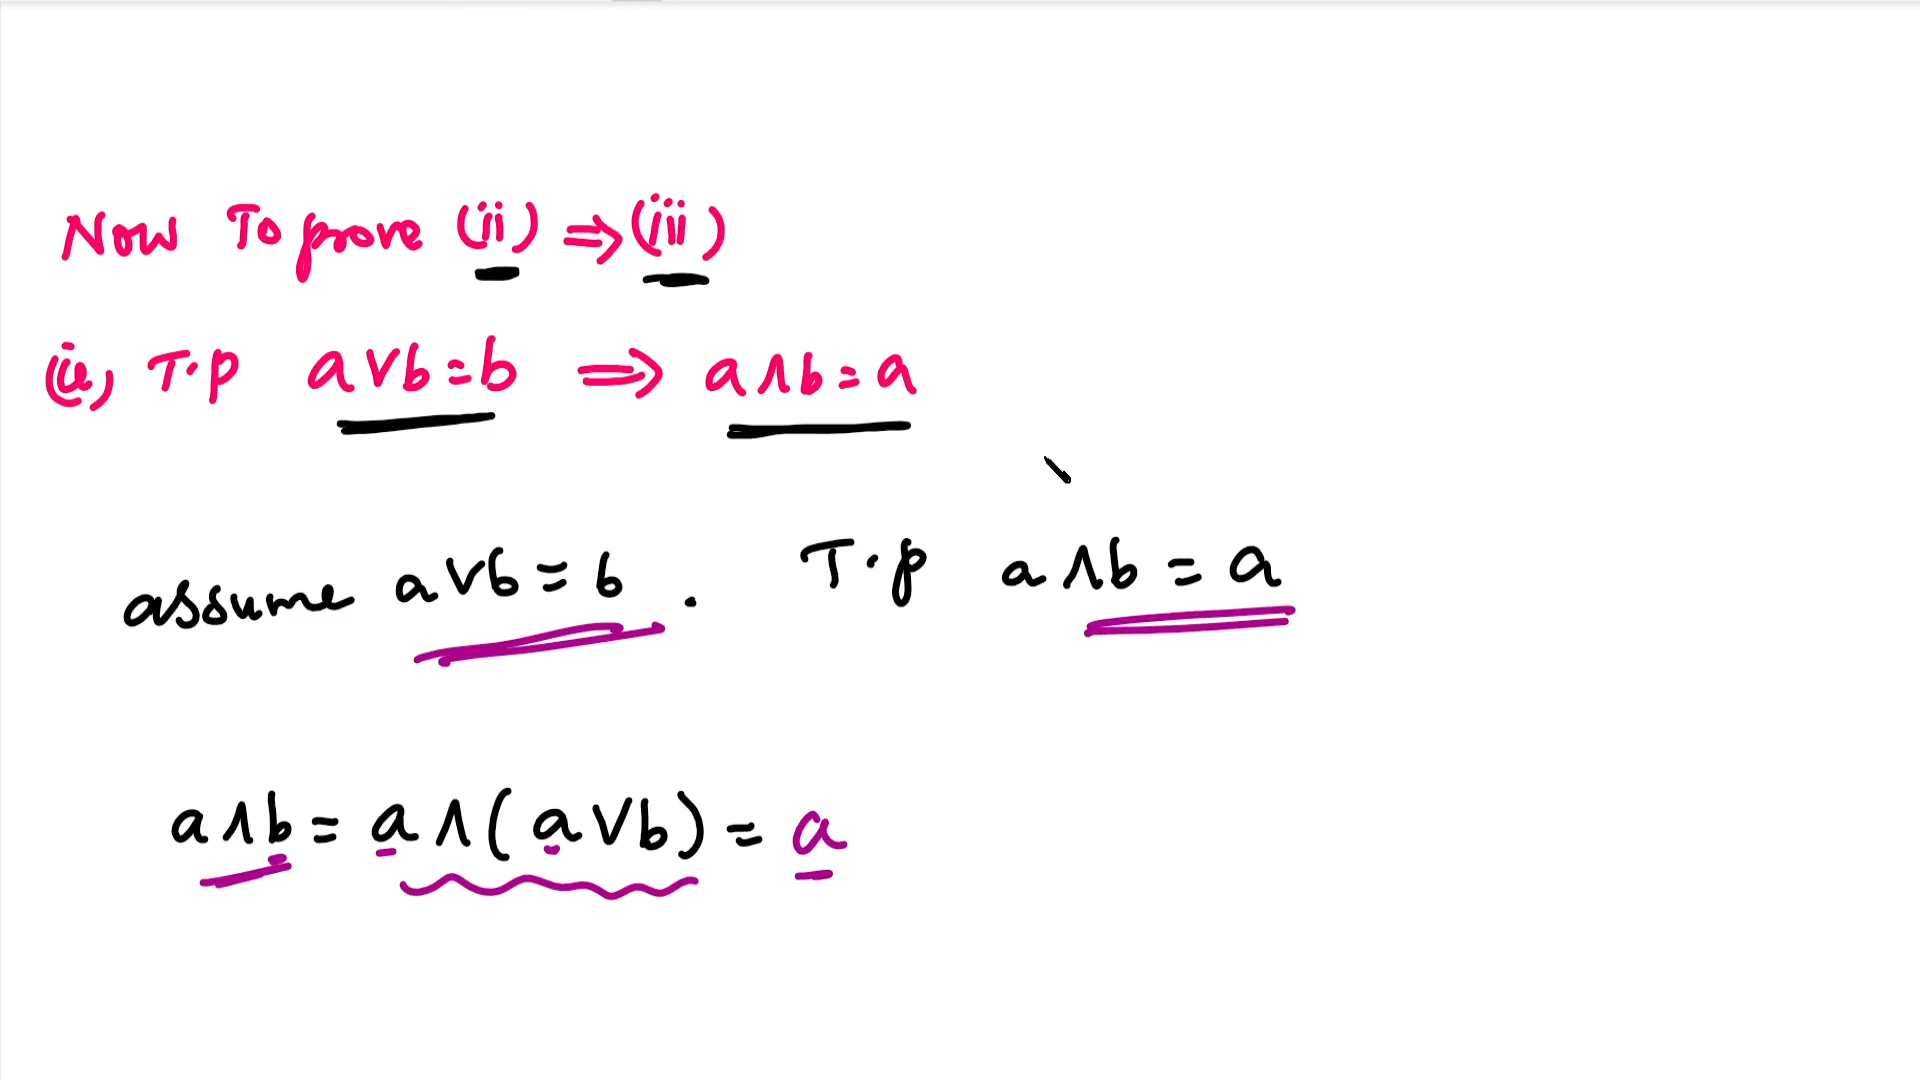 Now To prove (ii) ⇒ (iii)
(ie) T.p a∨b=b ⇒ a∧b=a
assume a∨b=b. T.p a∧b=a
a∧b=a∧(a∨b)=a